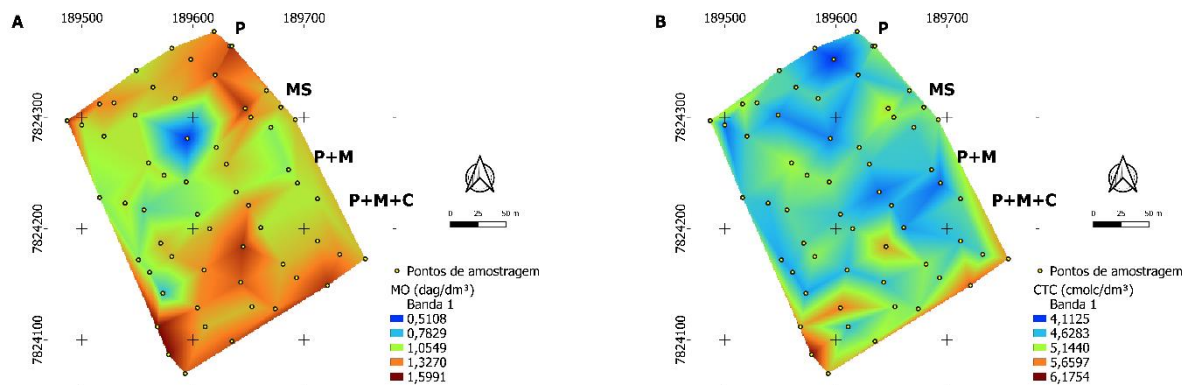 A
189500 189600 189700
P
MS
7824300
P+M
P+M+C
7824200
0 25 50 m
Pontos de amostragem
MO (dag/dm³)
Banda 1
0,5108
0,7829
1,0549
1,3270
1,5991
7824100
B
189500 189600 189700
P
MS
7824300
P+M
P+M+C
7824200
0 25 50 m
Pontos de amostragem
CTC (cmolc/dm³)
Banda 1
4,1125
4,6283
5,1440
5,6597
6,1754
7824100